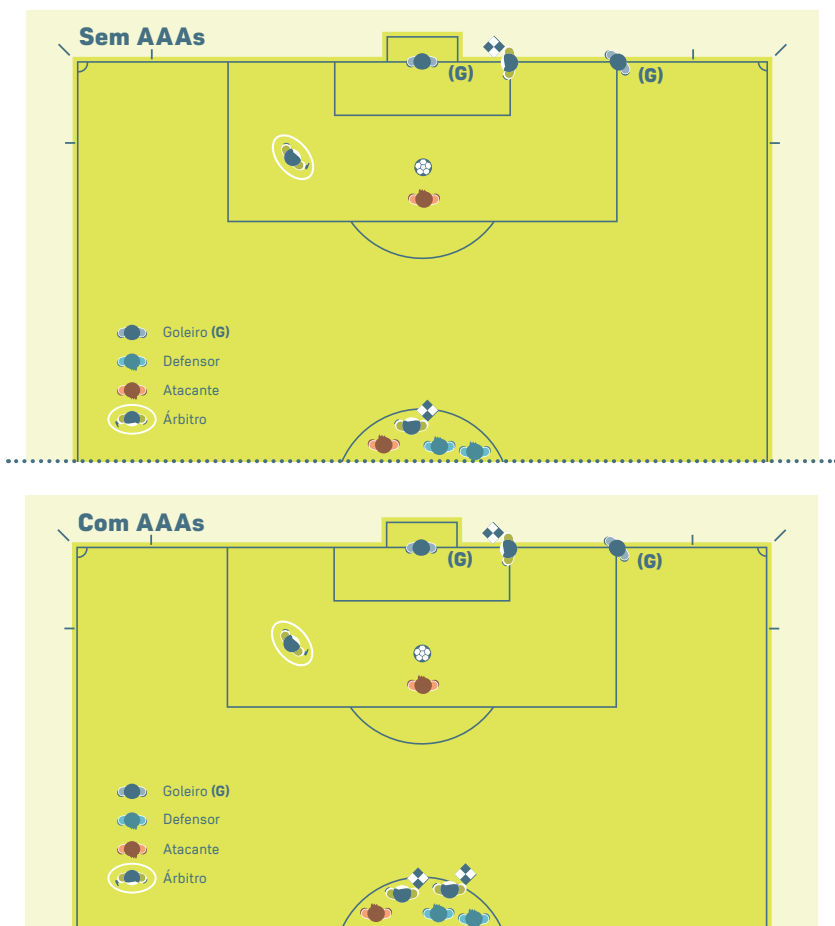 Sem AAAs
(G)
(G)
Goleiro (G)
Defensor
Atacante
Árbitro
Com AAAs
(G)
(G)
Goleiro (G)
Defensor
Atacante
Árbitro